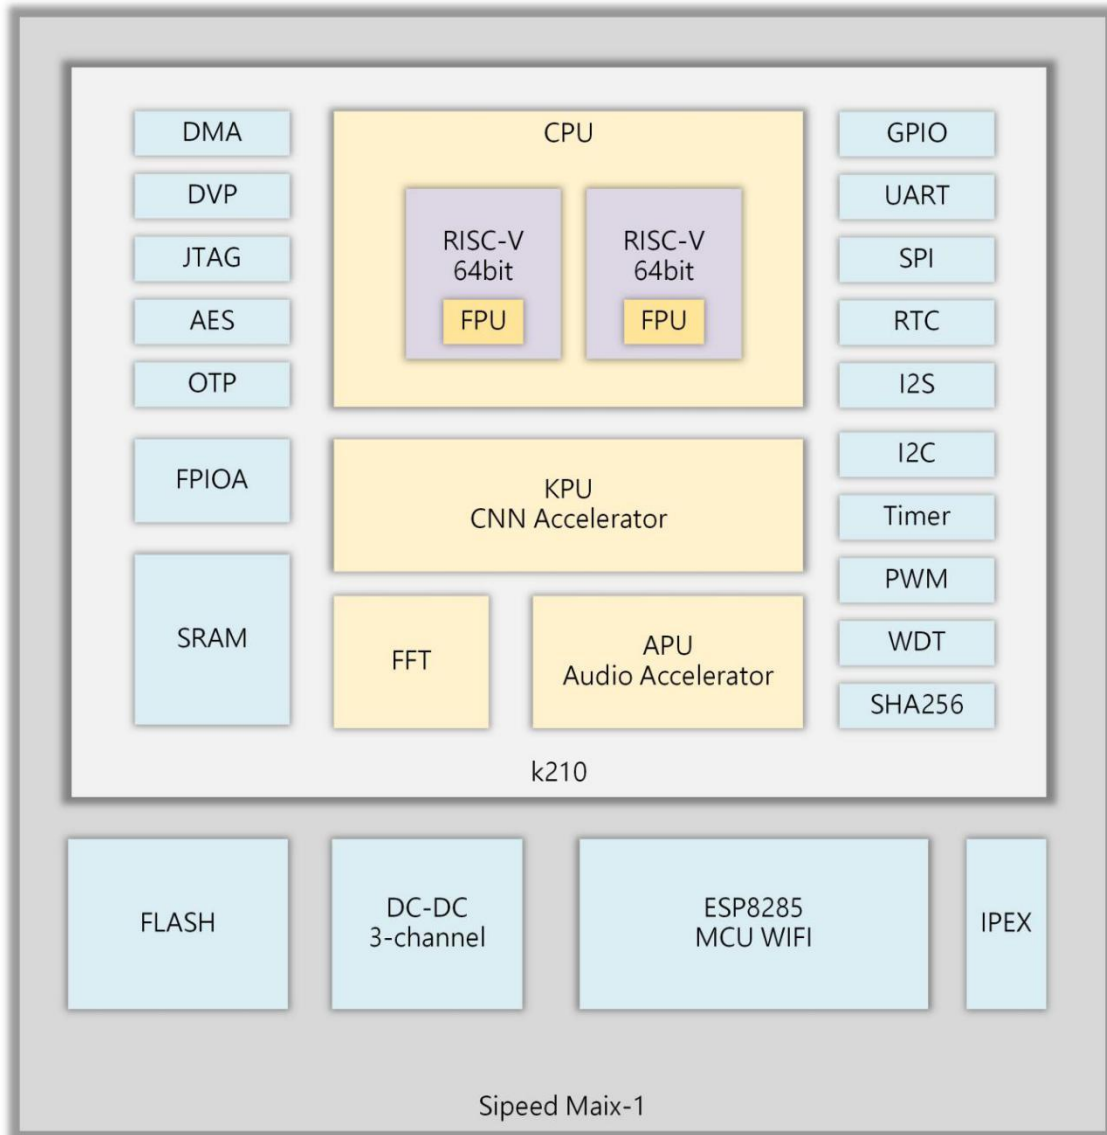 DMA
DVP
JTAG
AES
OTP
FPIOA
SRAM
CPU
RISC-V
64bit
FPU
RISC-V
64bit
FPU
KPU
CNN Accelerator
FFT
APU
Audio Accelerator
GPIO
UART
SPI
RTC
I2S
I2C
Timer
PWM
WDT
SHA256
k210
FLASH
DC-DC
3-channel
ESP8285
MCU WIFI
IPEX
Sipeed Maix-1